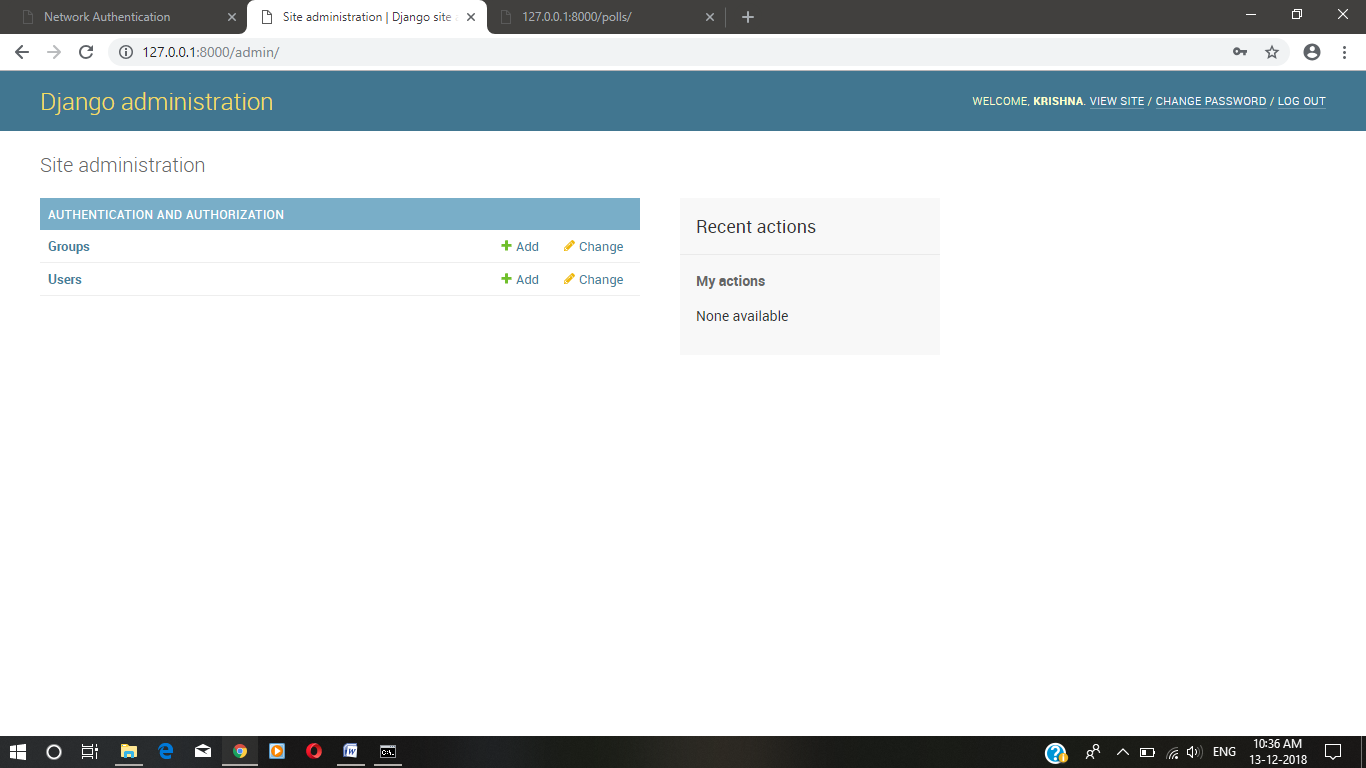 Network Authentication
Site administration | Django site
127.0.0.1:8000/polls/
127.0.0.1:8000/admin/
Django administration
WELCOME, KRISHNA. VIEW SITE / CHANGE PASSWORD / LOG OUT
Site administration
AUTHENTICATION AND AUTHORIZATION
Groups Add Change
Users Add Change
Recent actions
My actions
None available
ENG
10:36 AM
13-12-2018